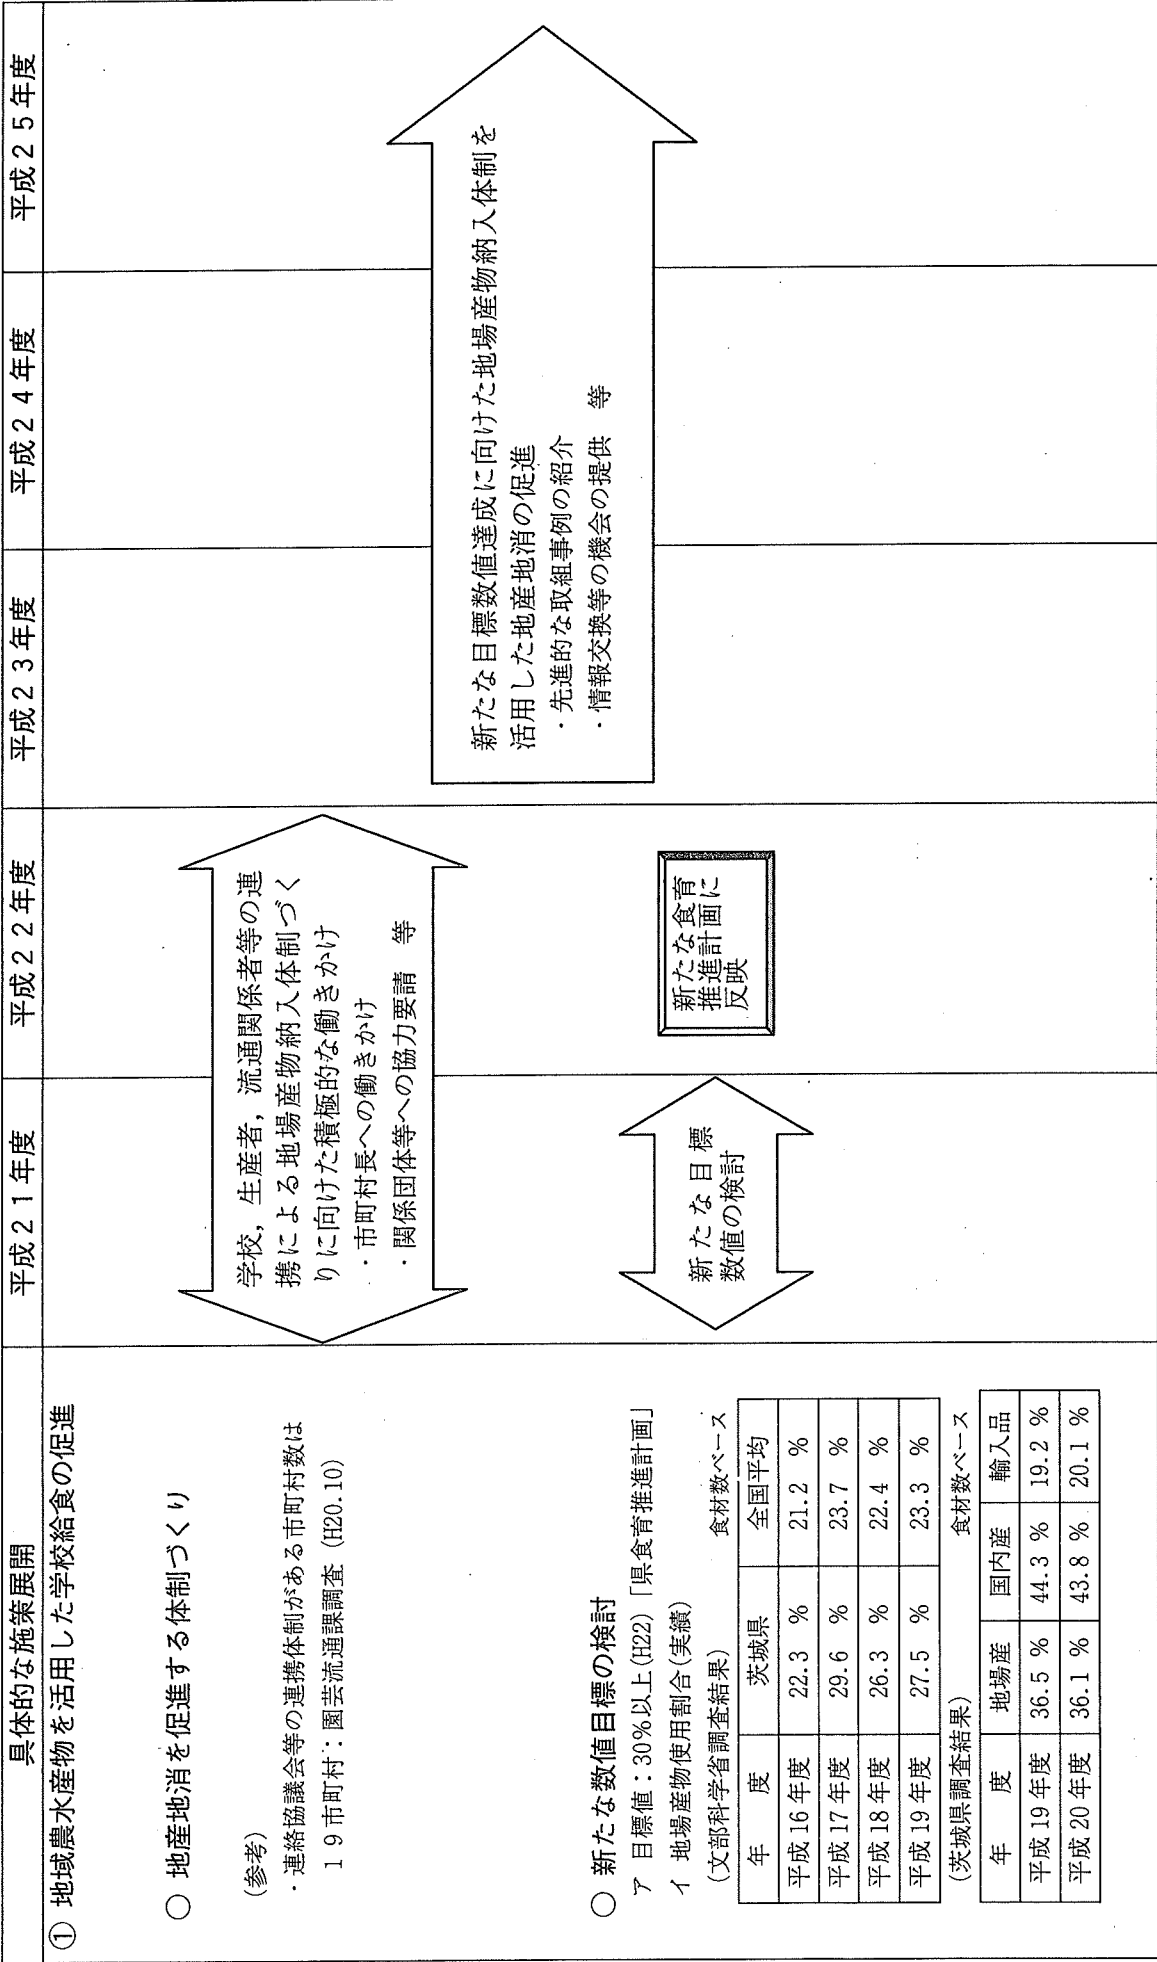 具体的な施策展開
平成２１年度
平成２２年度
平成２３年度
平成２４年度
平成２５年度
① 地域農水産物を活用した学校給食の促進
○ 地産地消を促進する体制づくり
(参考)
・連絡協議会等の連携体制がある市町村数は
１９市町村：園芸流通課調査 (H20.10)
学校，生産者，流通関係者等の連
携による地場産物納入体制づく
りに向けた積極的な働きかけ
・市町村長への働きかけ
・関係団体等への協力要請　等
新たな目標数値達成に向けた地場産物納入体制を
活用した地産地消の促進
・先進的な取組事例の紹介
・情報交換等の機会の提供　等
○ 新たな数値目標の検討
ア 目標値：30％以上(H22)「県食育推進計画」
イ 地場産物使用割合(実績)
(文部科学省調査結果) 食材数ベース
年　度 茨城県 全国平均
平成16年度 22.3 % 21.2 %
平成17年度 29.6 % 23.7 %
平成18年度 26.3 % 22.4 %
平成19年度 27.5 % 23.3 %
(茨城県調査結果) 食材数ベース
年　度 地場産 国内産 輸入品
平成19年度 36.5 % 44.3 % 19.2 %
平成20年度 36.1 % 43.8 % 20.1 %
新たな目標
数値の検討
新たな食育
推進計画に
反映